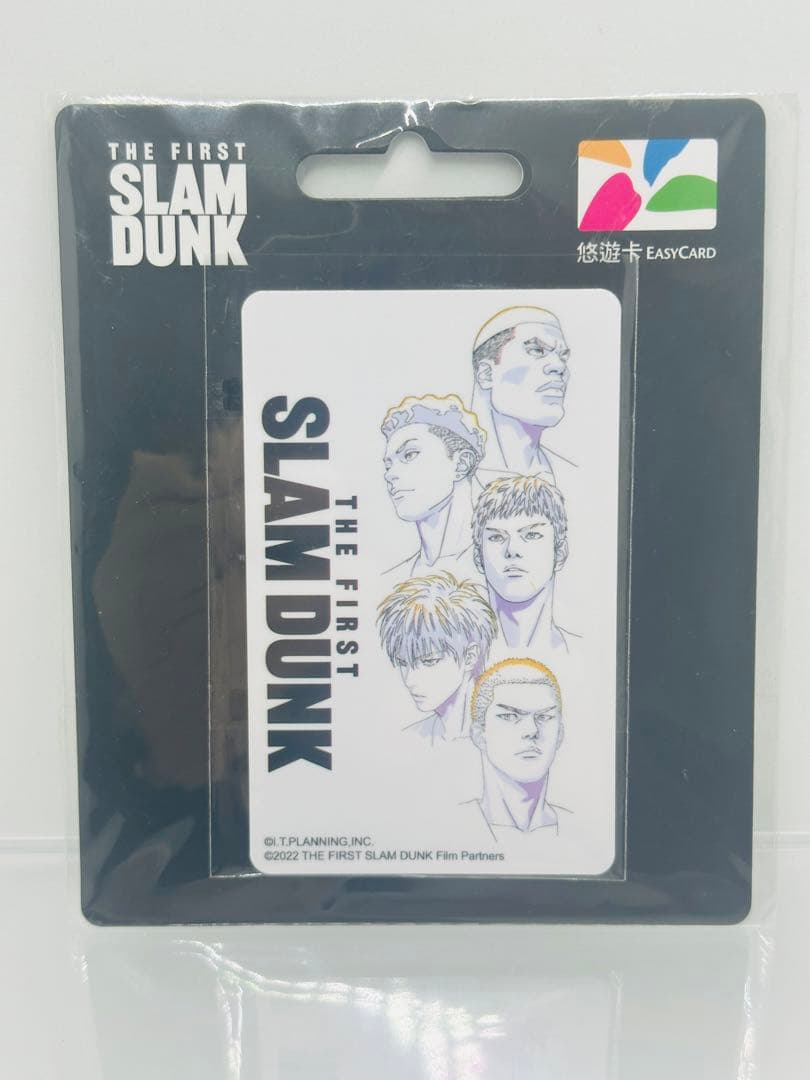 THE FIRST
SLAM
DUNK
悠遊卡 EASYCARD
THE FIRST
SLAM DUNK
©I.T.PLANNING,INC.
©2022 THE FIRST SLAM DUNK Film Partners